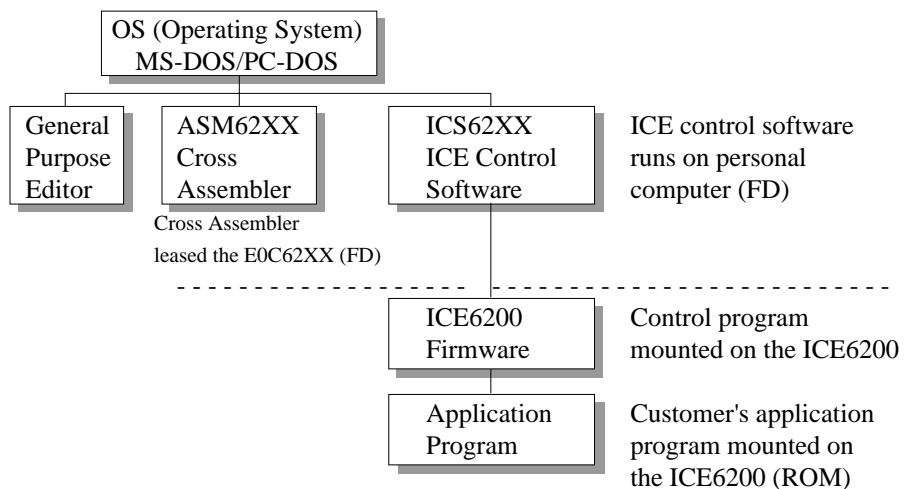 OS (Operating System)
MS-DOS/PC-DOS
General
Purpose
Editor
ASM62XX
Cross
Assembler
ICS62XX
ICE Control
Software
ICE control software
runs on personal
computer (FD)
Cross Assembler
leased the E0C62XX (FD)
ICE6200
Firmware
Control program
mounted on the ICE6200
Application
Program
Customer's application
program mounted on
the ICE6200 (ROM)